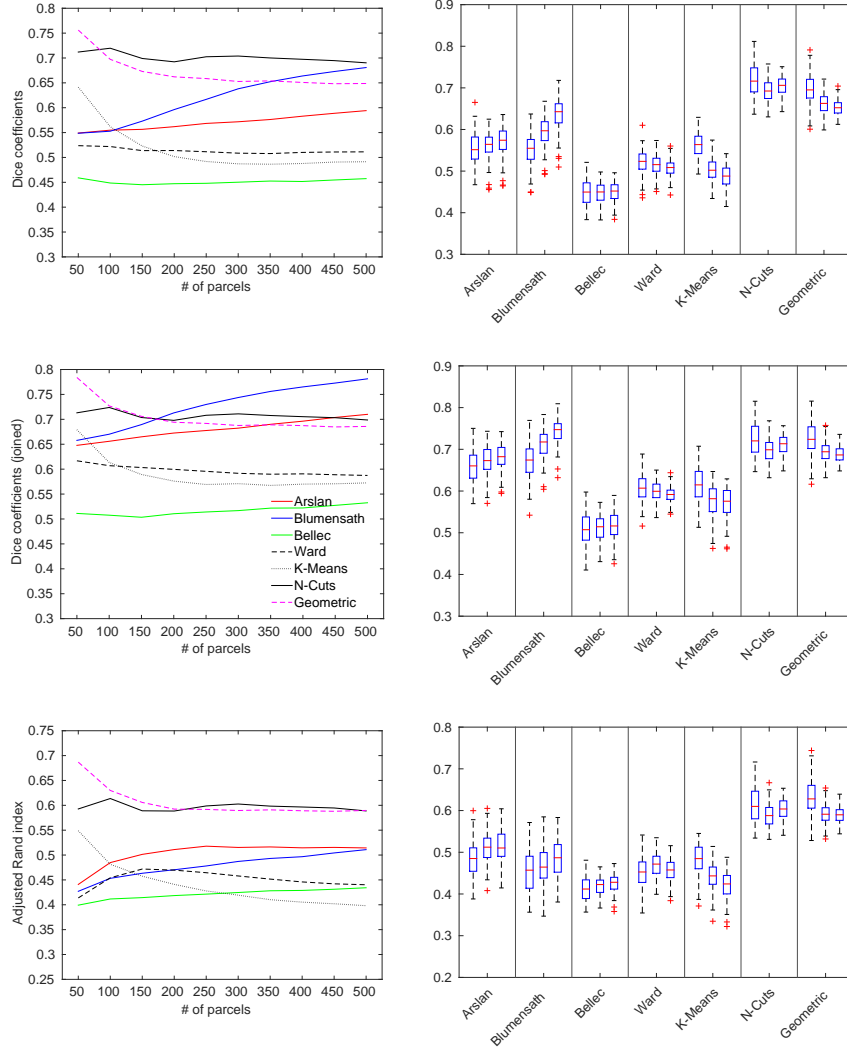 Dice coefficients
0.8
0.75
0.7
0.65
0.6
0.55
0.5
0.45
0.4
0.35
0.3
50 100 150 200 250 300 350 400 450 500
# of parcels
0.9
0.8
0.7
0.6
0.5
0.4
0.3
Arslan
Blumensath
Bellec
Ward
K-Means
N-Cuts
Geometric
Dice coefficients (joined)
0.8
0.75
0.7
0.65
0.6
0.55
0.5
0.45
0.4
0.35
0.3
Arslan
Blumensath
Bellec
Ward
K-Means
N-Cuts
Geometric
50 100 150 200 250 300 350 400 450 500
# of parcels
0.9
0.8
0.7
0.6
0.5
0.4
0.3
Arslan
Blumensath
Bellec
Ward
K-Means
N-Cuts
Geometric
Adjusted Rand index
0.75
0.7
0.65
0.6
0.55
0.5
0.45
0.4
0.35
0.3
0.25
50 100 150 200 250 300 350 400 450 500
# of parcels
0.8
0.7
0.6
0.5
0.4
0.3
0.2
Arslan
Blumensath
Bellec
Ward
K-Means
N-Cuts
Geometric